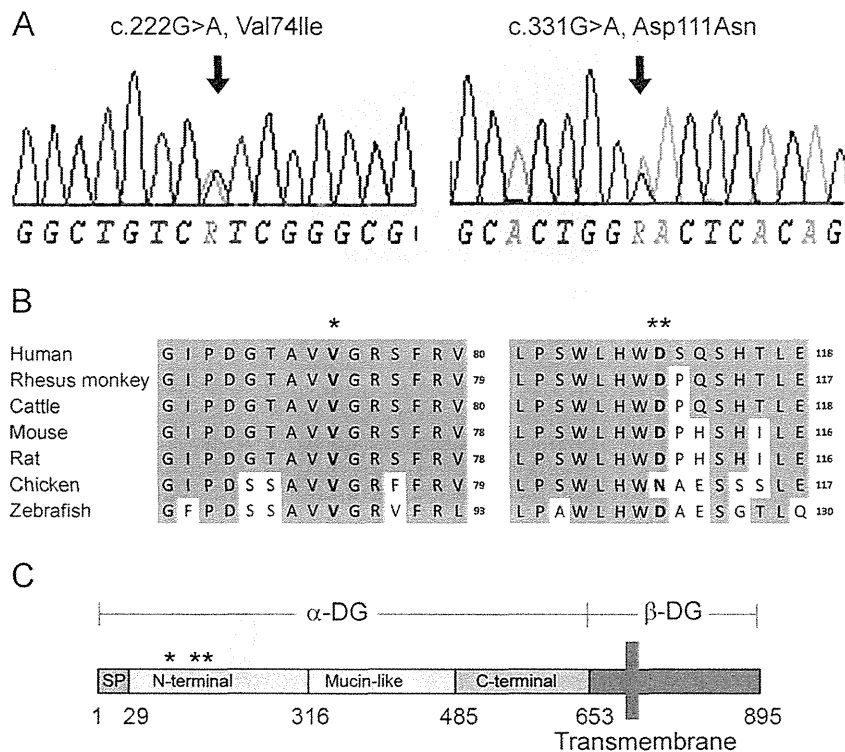 A
c.222G>A, Val74Ile
c.331G>A, Asp111Asn
G G C T G T C R T C G G G C G
G C A C T G G R A C T C A C A G
B
* **
Human G I P D G T A V V G R S F R V 80 L P S W L H W D S Q S H T L E 118
Rhesus monkey G I P D G T A V V G R S F R V 79 L P S W L H W D P Q S H T L E 117
Cattle G I P D G T A V V G R S F R V 80 L P S W L H W D P Q S H T L E 118
Mouse G I P D G T A V V G R S F R V 78 L P S W L H W D P H S H I L E 116
Rat G I P D G T A V V G R S F R V 78 L P S W L H W D P H S H I L E 116
Chicken G I P D S S A V V G R F F R V 79 L P S W L H W N A E S S S L E 117
Zebrafish G F P D S S A V V G R V F R L 93 L P A W L H W D A E S G T L Q 130
C
α-DG β-DG
* **
SP N-terminal Mucin-like C-terminal
1 29 316 485 653 895
Transmembrane